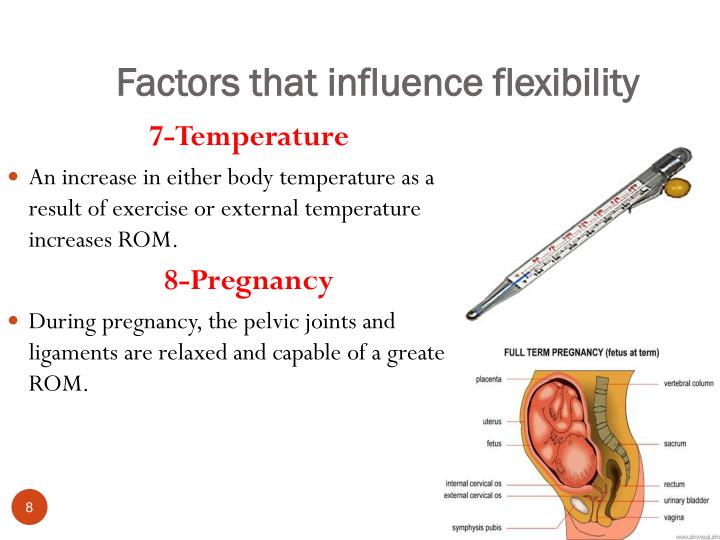 Factors that influence flexibility
7-Temperature
• An increase in either body temperature as a
result of exercise or external temperature
increases ROM.
8-Pregnancy
• During pregnancy, the pelvic joints and
ligaments are relaxed and capable of a greate
ROM.
FULL TERM PREGNANCY (fetus at term)
placenta
vertebral column
uterus
fetus
sacrum
internal cervical os
rectum
external cervical os
urinary bladder
vagina
symphysis pubis
8